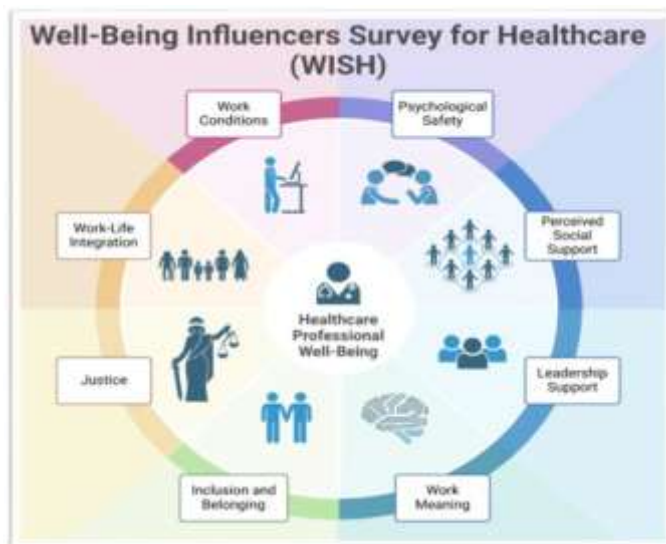 Well-Being Influencers Survey for Healthcare
(WISH)
Work
Conditions
Psychological
Safety
Work-Life
Integration
Perceived
Social
Support
Healthcare
Professional
Well-Being
Justice
Leadership
Support
Inclusion and
Belonging
Work
Meaning